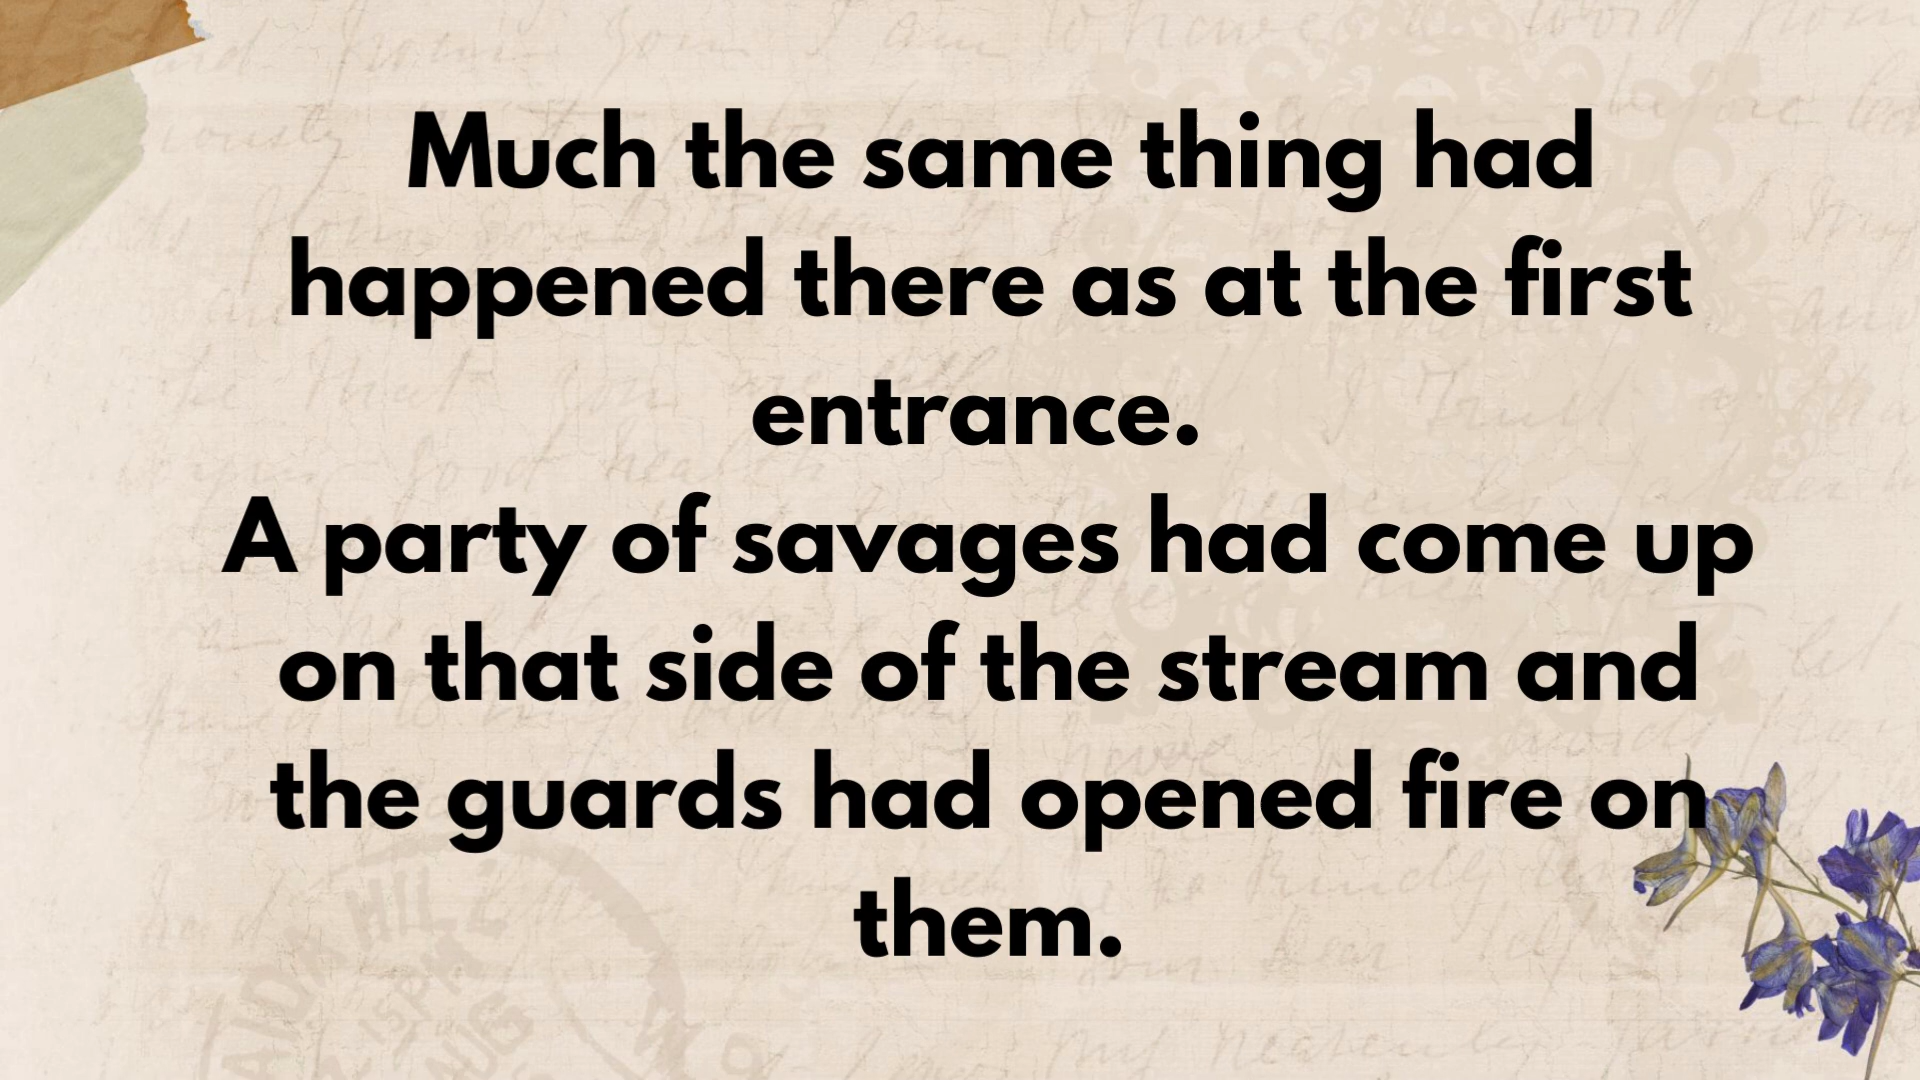 Much the same thing had
happened there as at the first
entrance.
A party of savages had come up
on that side of the stream and
the guards had opened fire on
them.